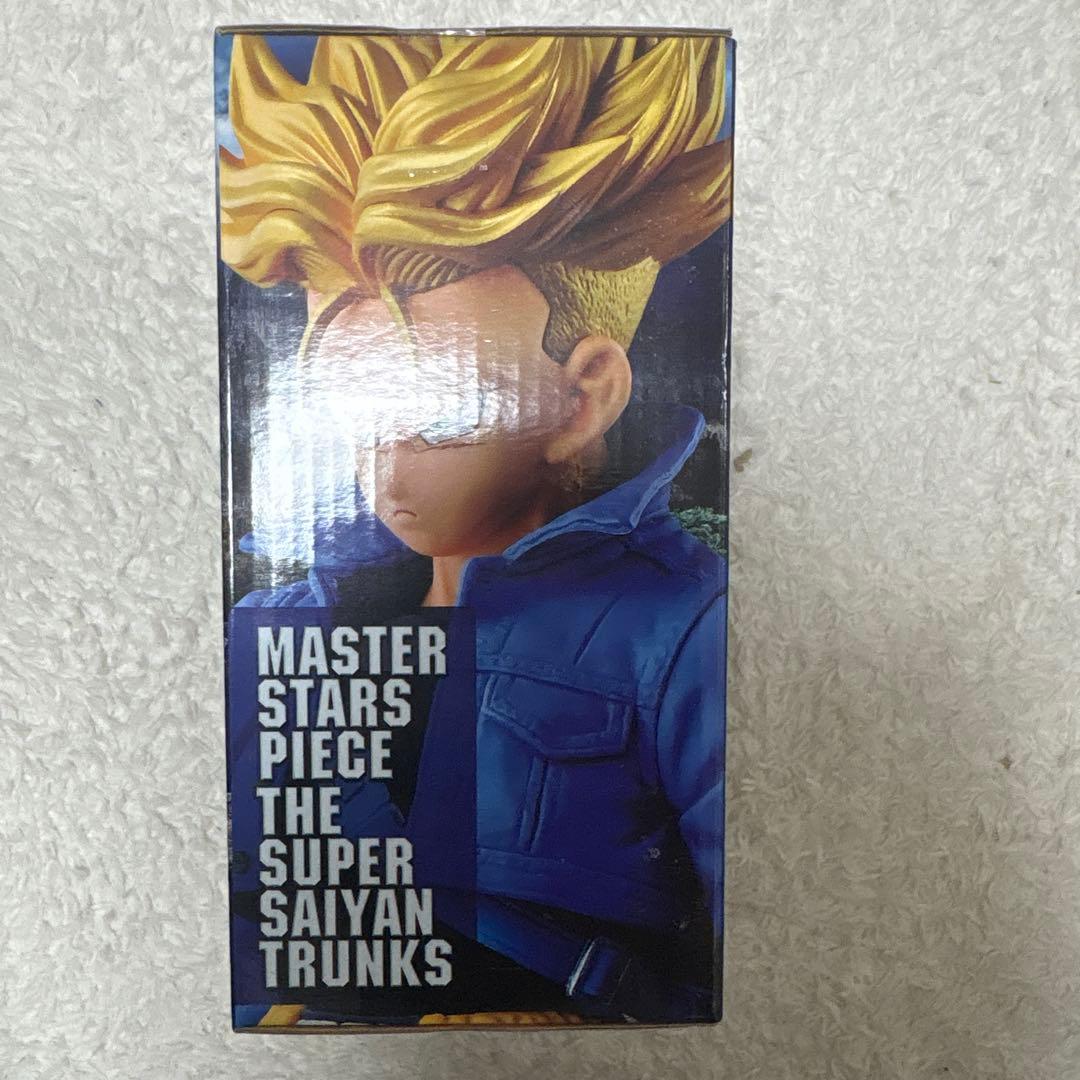 MASTER
STARS
PIECE
THE
SUPER
SAIYAN
TRUNKS